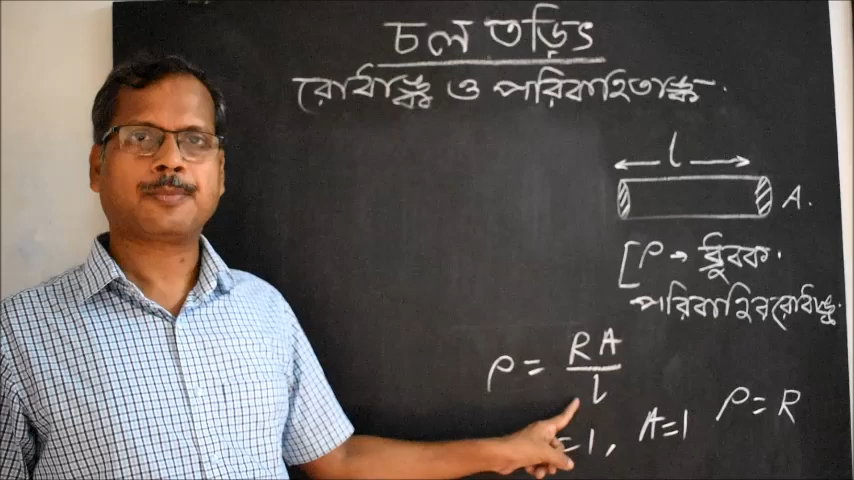 চল তড়িৎ
রোধাঙ্ক ও পরিবাহিতাঙ্ক
l
A.
[ρ → ধ্রুবক.
পরিবাহির রোধাঙ্ক
ρ = RA/l
=1, A=1 ρ = R